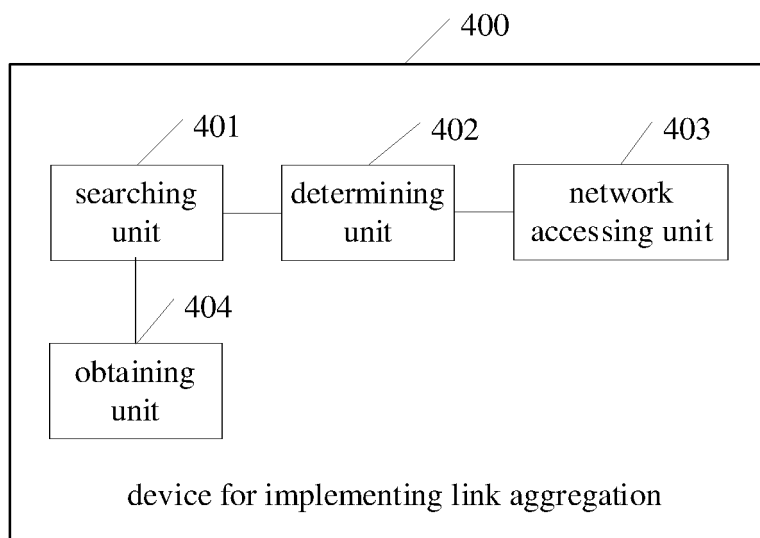 400
401
402
403
searching
unit
determining
unit
network
accessing unit
404
obtaining
unit
device for implementing link aggregation